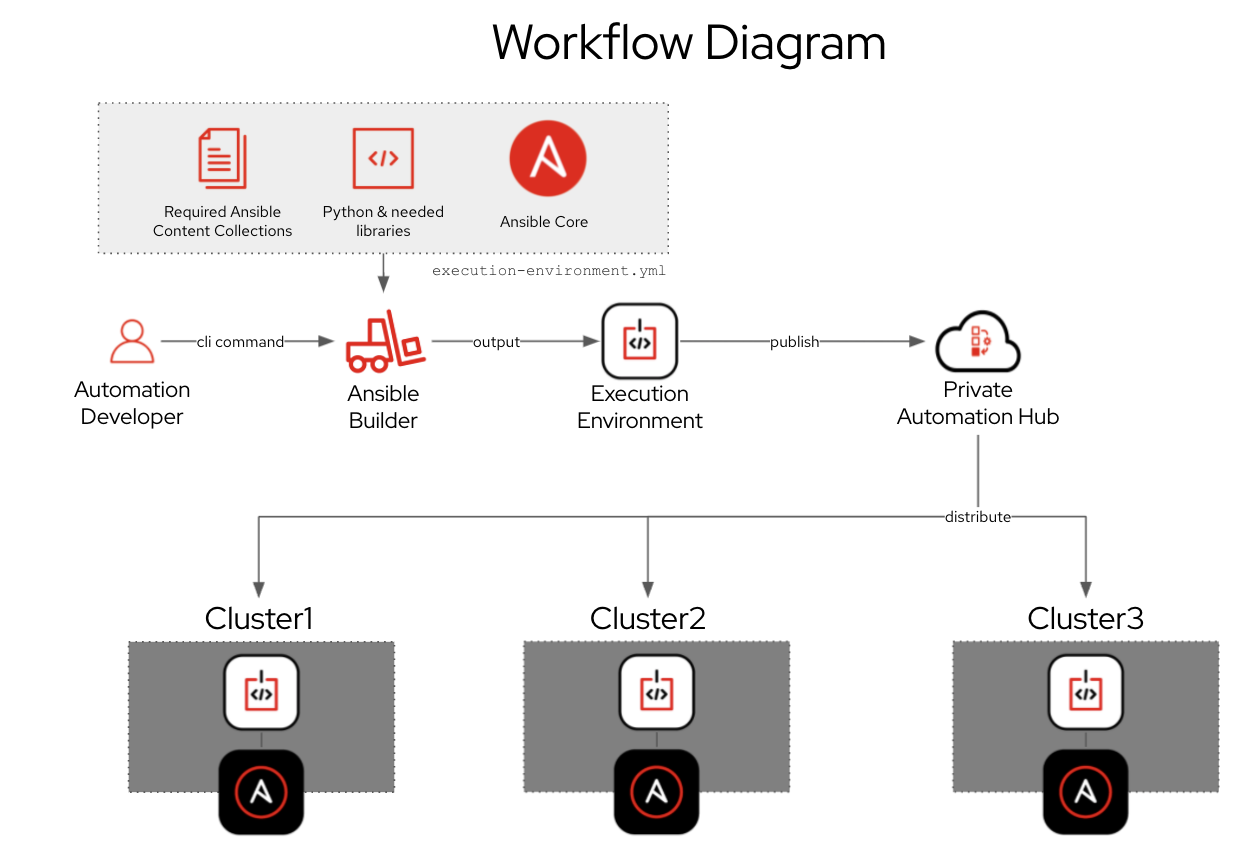 Workflow Diagram
Required Ansible
Content Collections
Python & needed
libraries
Ansible Core
execution-environment.yml
cli command
output
publish
Automation
Developer
Ansible
Builder
Execution
Environment
Private
Automation Hub
distribute
Cluster1
Cluster2
Cluster3